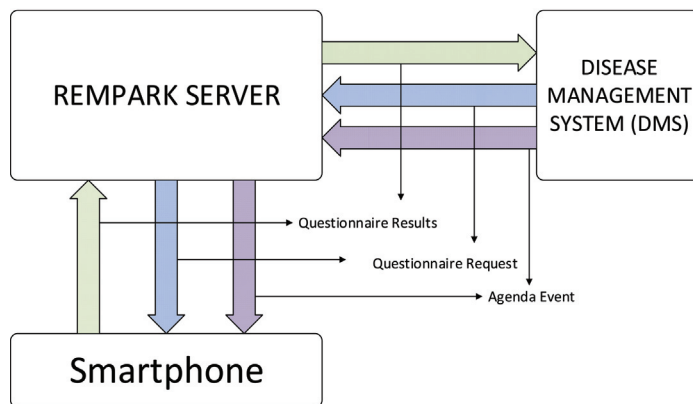 REMPARK SERVER
DISEASE
MANAGEMENT
SYSTEM (DMS)
Questionnaire Results
Questionnaire Request
Agenda Event
Smartphone